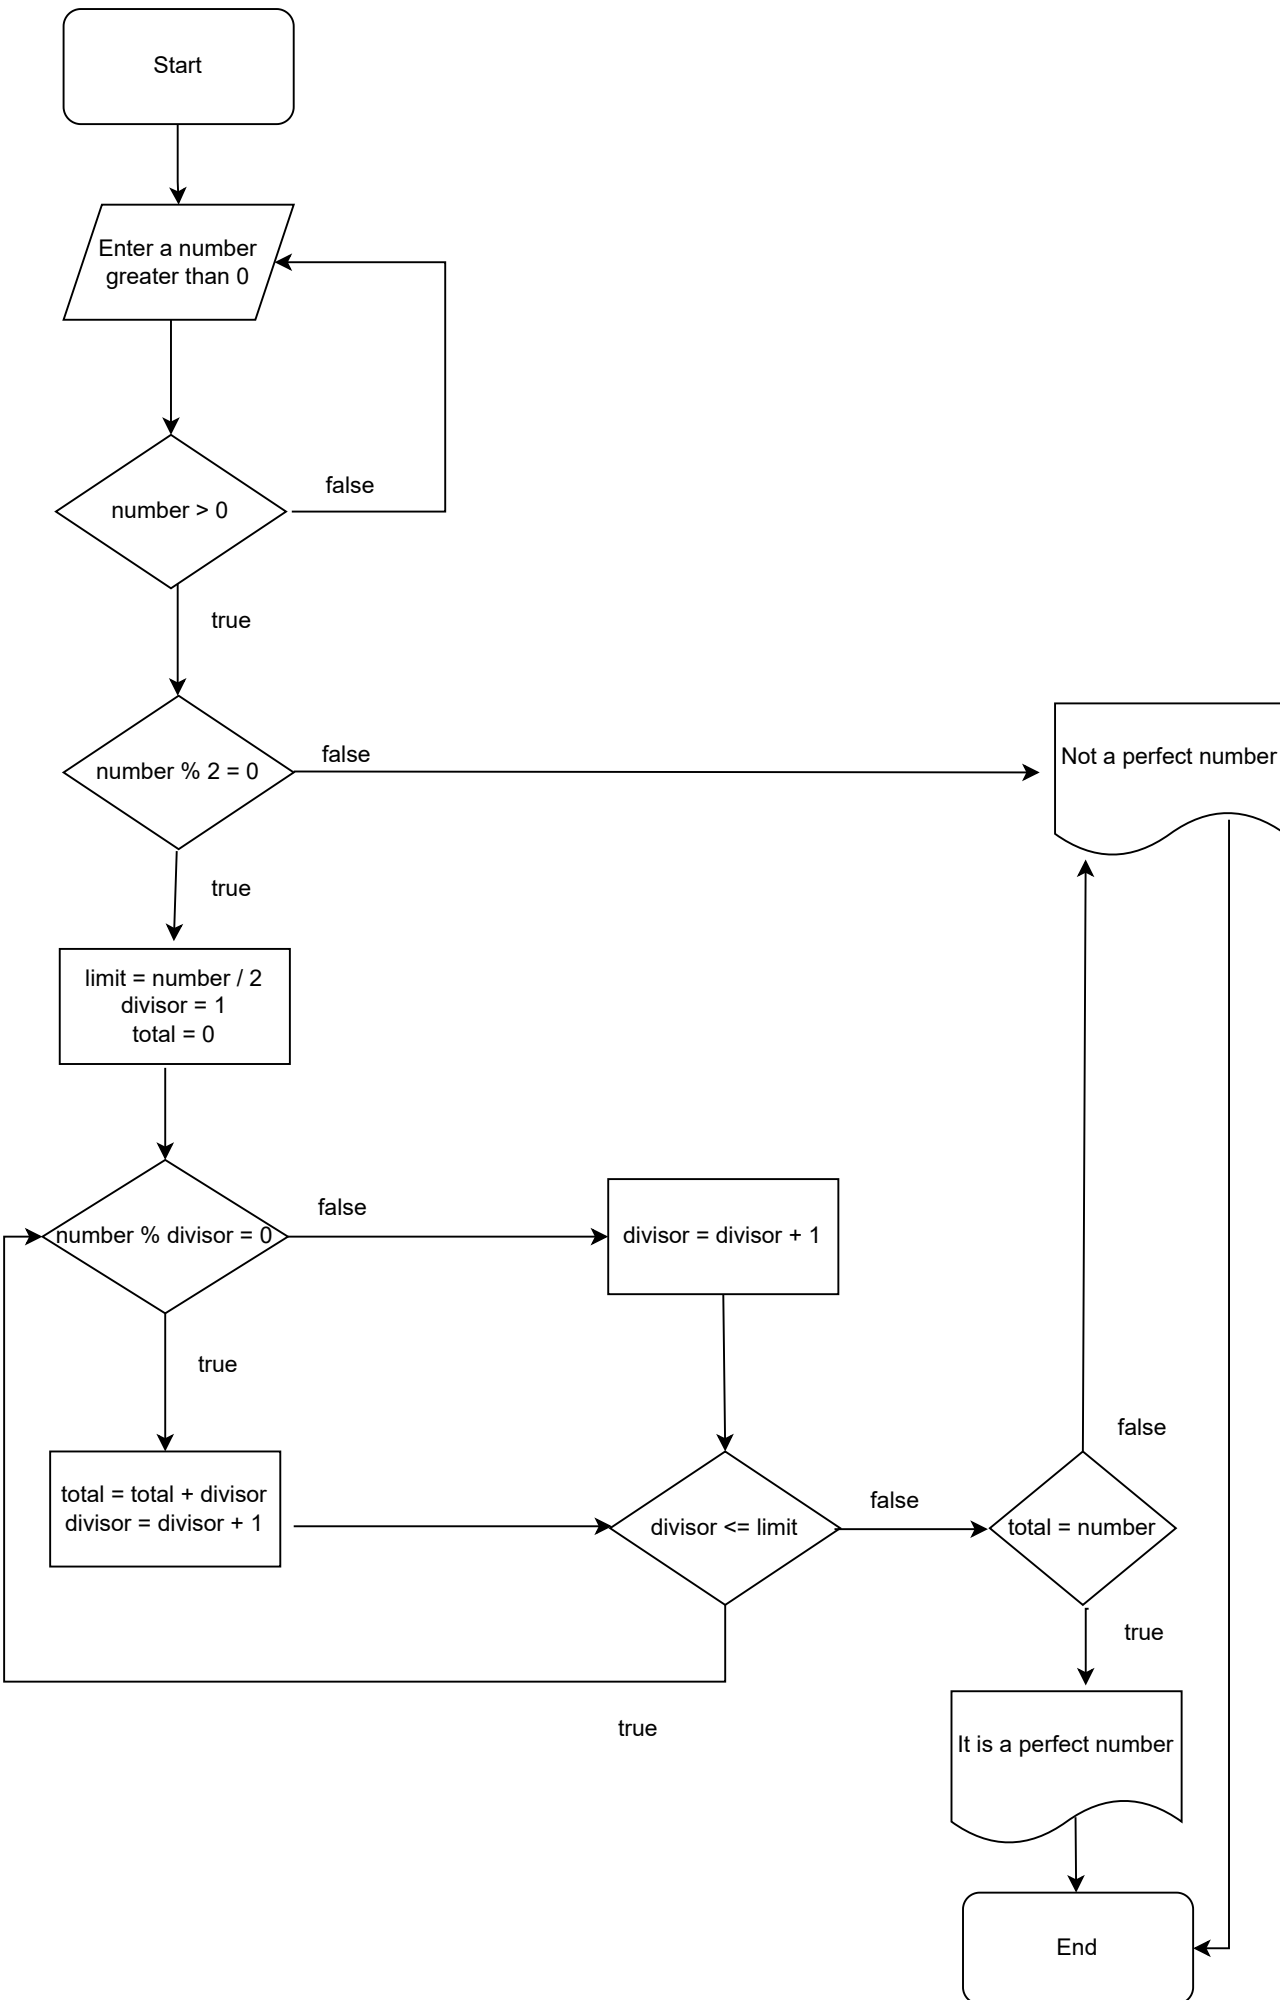 Start
Enter a number
greater than 0
number > 0
false
true
number % 2 = 0
false
Not a perfect number
true
limit = number / 2
divisor = 1
total = 0
number % divisor = 0
false
divisor = divisor + 1
true
total = total + divisor
divisor = divisor + 1
divisor <= limit
false
total = number
false
true
true
It is a perfect number
End